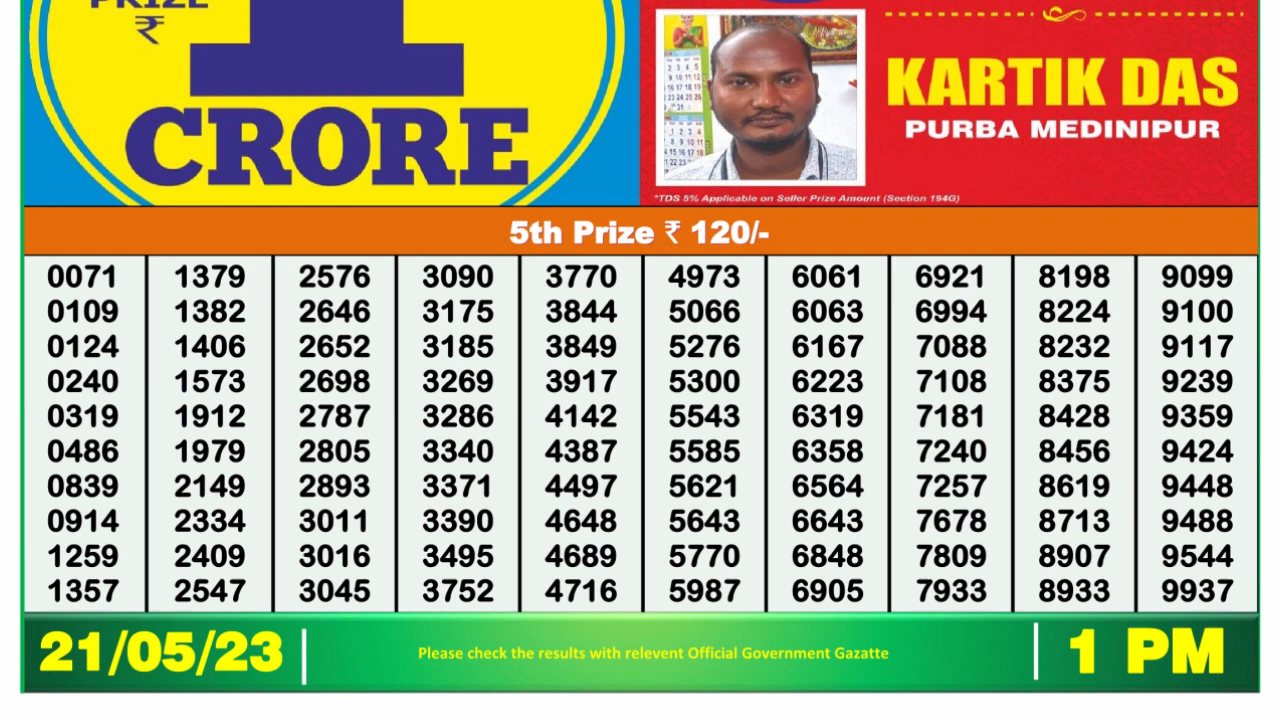 PRIZE
₹
1
CRORE
KARTIK DAS
PURBA MEDINIPUR
*TDS 5% Applicable on Seller Prize Amount (Section 194G)
5th Prize ₹ 120/-
0071 1379 2576 3090 3770 4973 6061 6921 8198 9099
0109 1382 2646 3175 3844 5066 6063 6994 8224 9100
0124 1406 2652 3185 3849 5276 6167 7088 8232 9117
0240 1573 2698 3269 3917 5300 6223 7108 8375 9239
0319 1912 2787 3286 4142 5543 6319 7181 8428 9359
0486 1979 2805 3340 4387 5585 6358 7240 8456 9424
0839 2149 2893 3371 4497 5621 6564 7257 8619 9448
0914 2334 3011 3390 4648 5643 6643 7678 8713 9488
1259 2409 3016 3495 4689 5770 6848 7809 8907 9544
1357 2547 3045 3752 4716 5987 6905 7933 8933 9937
21/05/23
Please check the results with relevent Official Government Gazatte
1 PM